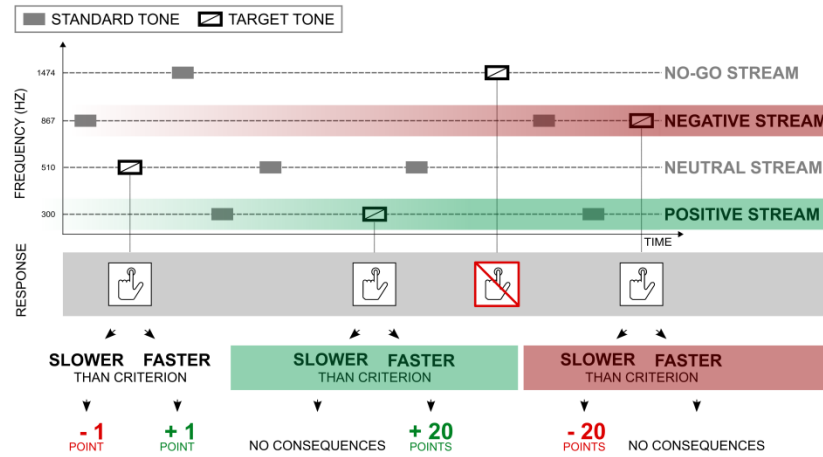 STANDARD TONE TARGET TONE
FREQUENCY (HZ)
1474 NO-GO STREAM
867 NEGATIVE STREAM
510 NEUTRAL STREAM
300 POSITIVE STREAM
TIME
RESPONSE
SLOWER FASTER SLOWER FASTER SLOWER FASTER
THAN CRITERION THAN CRITERION THAN CRITERION
- 1 + 1 + 20 - 20
POINT POINT NO CONSEQUENCES POINTS POINTS NO CONSEQUENCES